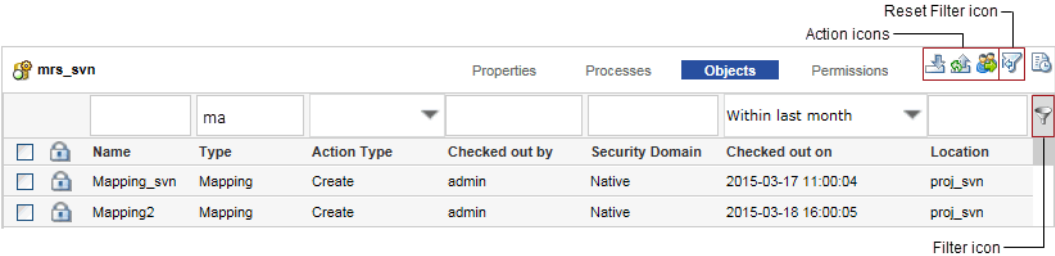 Reset Filter icon
Action icons
mrs_svn Properties Processes Objects Permissions
ma Within last month
Name Type Action Type Checked out by Security Domain Checked out on Location
Mapping_svn Mapping Create admin Native 2015-03-17 11:00:04 proj_svn
Mapping2 Mapping Create admin Native 2015-03-18 16:00:05 proj_svn
Filter icon